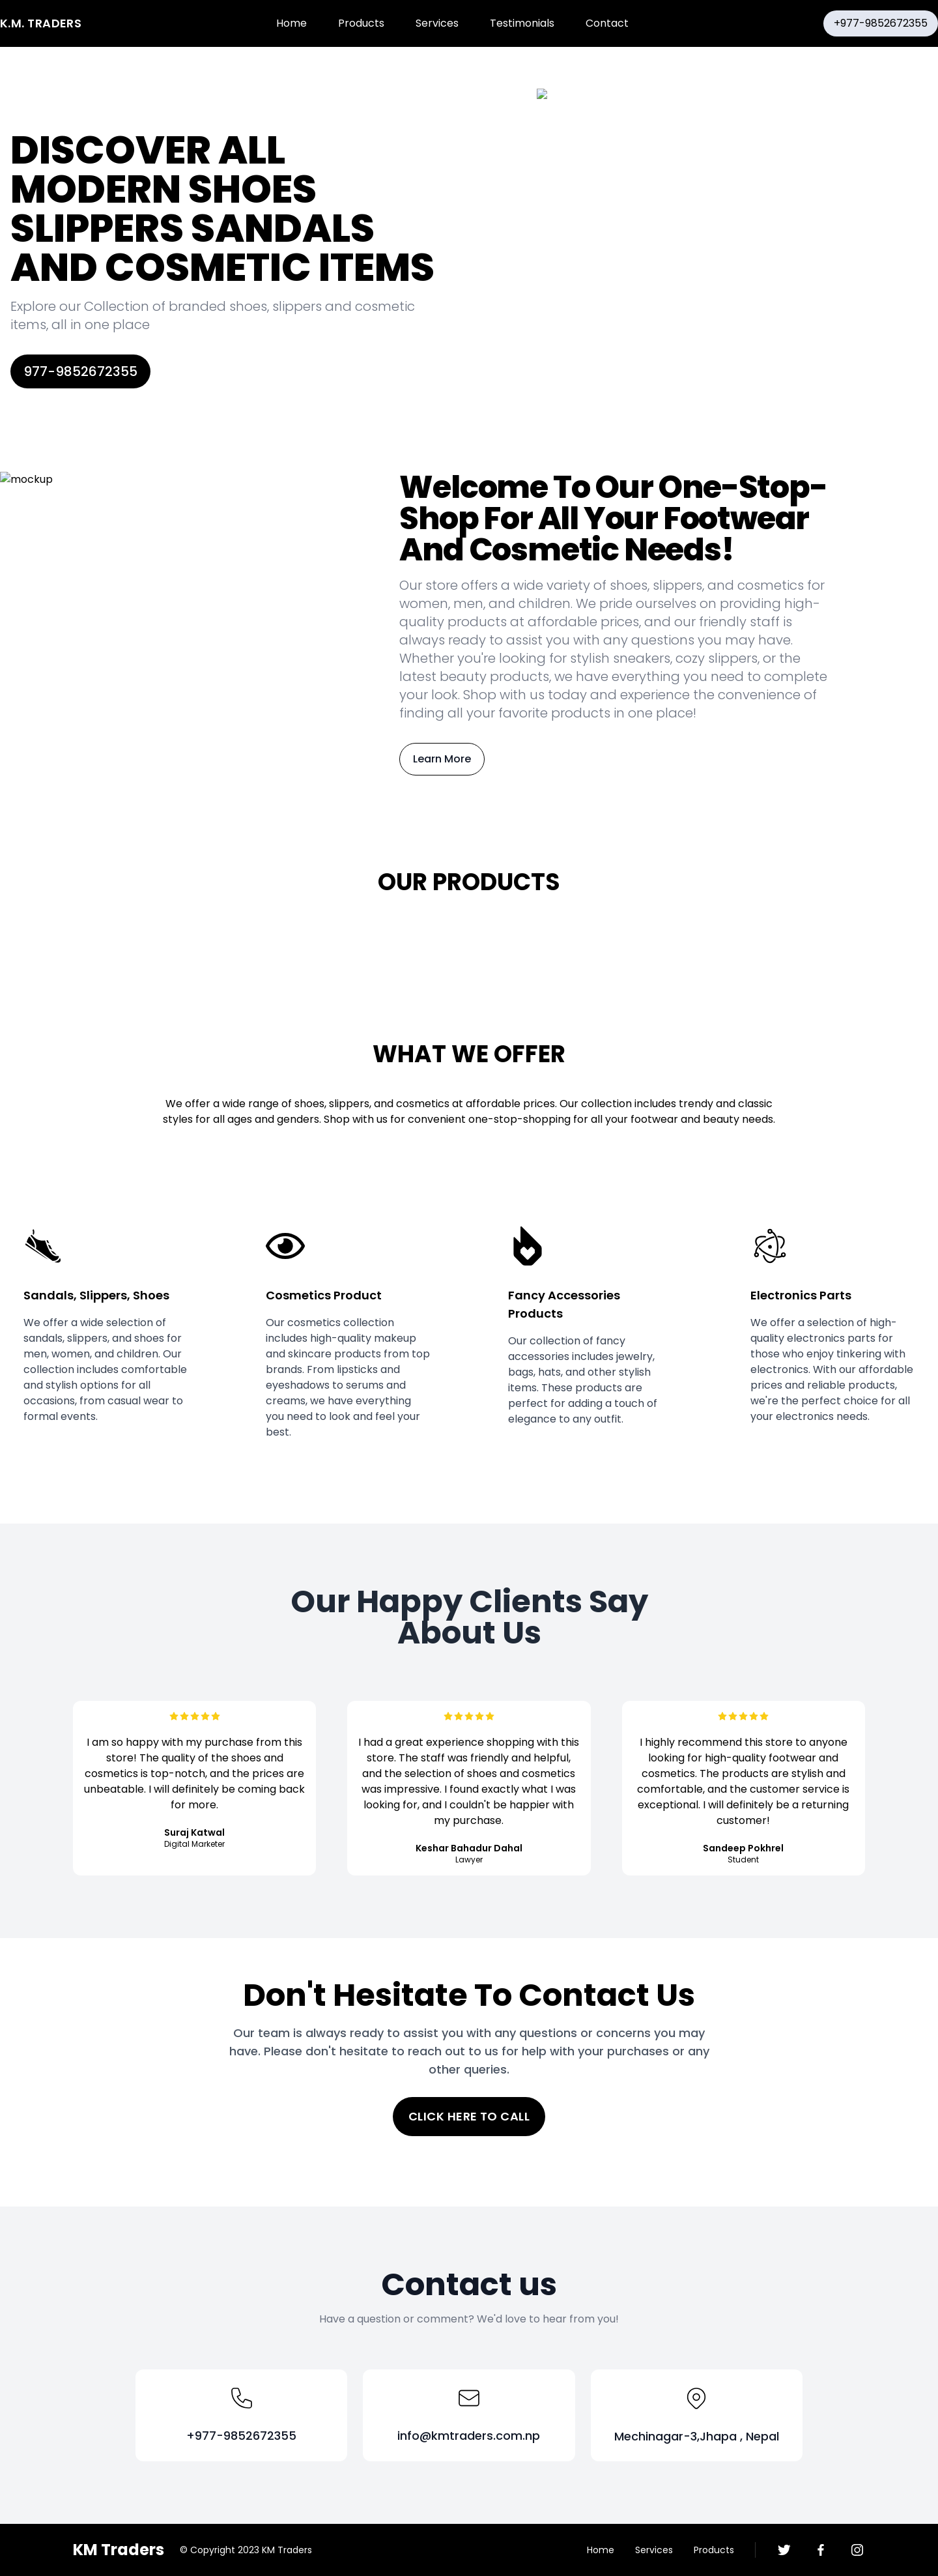 K.M. TRADERS
Home
Products
Services
Testimonials
Contact
+977-9852672355
DISCOVER ALL
MODERN SHOES
SLIPPERS SANDALS
AND COSMETIC ITEMS
Explore our Collection of branded shoes, slippers and cosmetic
items, all in one place
977-9852672355
mockup
Welcome To Our One-Stop-
Shop For All Your Footwear
And Cosmetic Needs!
Our store offers a wide variety of shoes, slippers, and cosmetics for
women, men, and children. We pride ourselves on providing high-
quality products at affordable prices, and our friendly staff is
always ready to assist you with any questions you may have.
Whether you're looking for stylish sneakers, cozy slippers, or the
latest beauty products, we have everything you need to complete
your look. Shop with us today and experience the convenience of
finding all your favorite products in one place!
Learn More
OUR PRODUCTS
WHAT WE OFFER
We offer a wide range of shoes, slippers, and cosmetics at affordable prices. Our collection includes trendy and classic
styles for all ages and genders. Shop with us for convenient one-stop-shopping for all your footwear and beauty needs.
Sandals, Slippers, Shoes
We offer a wide selection of
sandals, slippers, and shoes for
men, women, and children. Our
collection includes comfortable
and stylish options for all
occasions, from casual wear to
formal events.
Cosmetics Product
Our cosmetics collection
includes high-quality makeup
and skincare products from top
brands. From lipsticks and
eyeshadows to serums and
creams, we have everything
you need to look and feel your
best.
Fancy Accessories
Products
Our collection of fancy
accessories includes jewelry,
bags, hats, and other stylish
items. These products are
perfect for adding a touch of
elegance to any outfit.
Electronics Parts
We offer a selection of high-
quality electronics parts for
those who enjoy tinkering with
electronics. With our affordable
prices and reliable products,
we're the perfect choice for all
your electronics needs.
Our Happy Clients Say
About Us
I am so happy with my purchase from this
store! The quality of the shoes and
cosmetics is top-notch, and the prices are
unbeatable. I will definitely be coming back
for more.
Suraj Katwal
Digital Marketer
I had a great experience shopping with this
store. The staff was friendly and helpful,
and the selection of shoes and cosmetics
was impressive. I found exactly what I was
looking for, and I couldn't be happier with
my purchase.
Keshar Bahadur Dahal
Lawyer
I highly recommend this store to anyone
looking for high-quality footwear and
cosmetics. The products are stylish and
comfortable, and the customer service is
exceptional. I will definitely be a returning
customer!
Sandeep Pokhrel
Student
Don't Hesitate To Contact Us
Our team is always ready to assist you with any questions or concerns you may
have. Please don't hesitate to reach out to us for help with your purchases or any
other queries.
CLICK HERE TO CALL
Contact us
Have a question or comment? We'd love to hear from you!
+977-9852672355
info@kmtraders.com.np
Mechinagar-3,Jhapa , Nepal
KM Traders
© Copyright 2023 KM Traders
Home
Services
Products